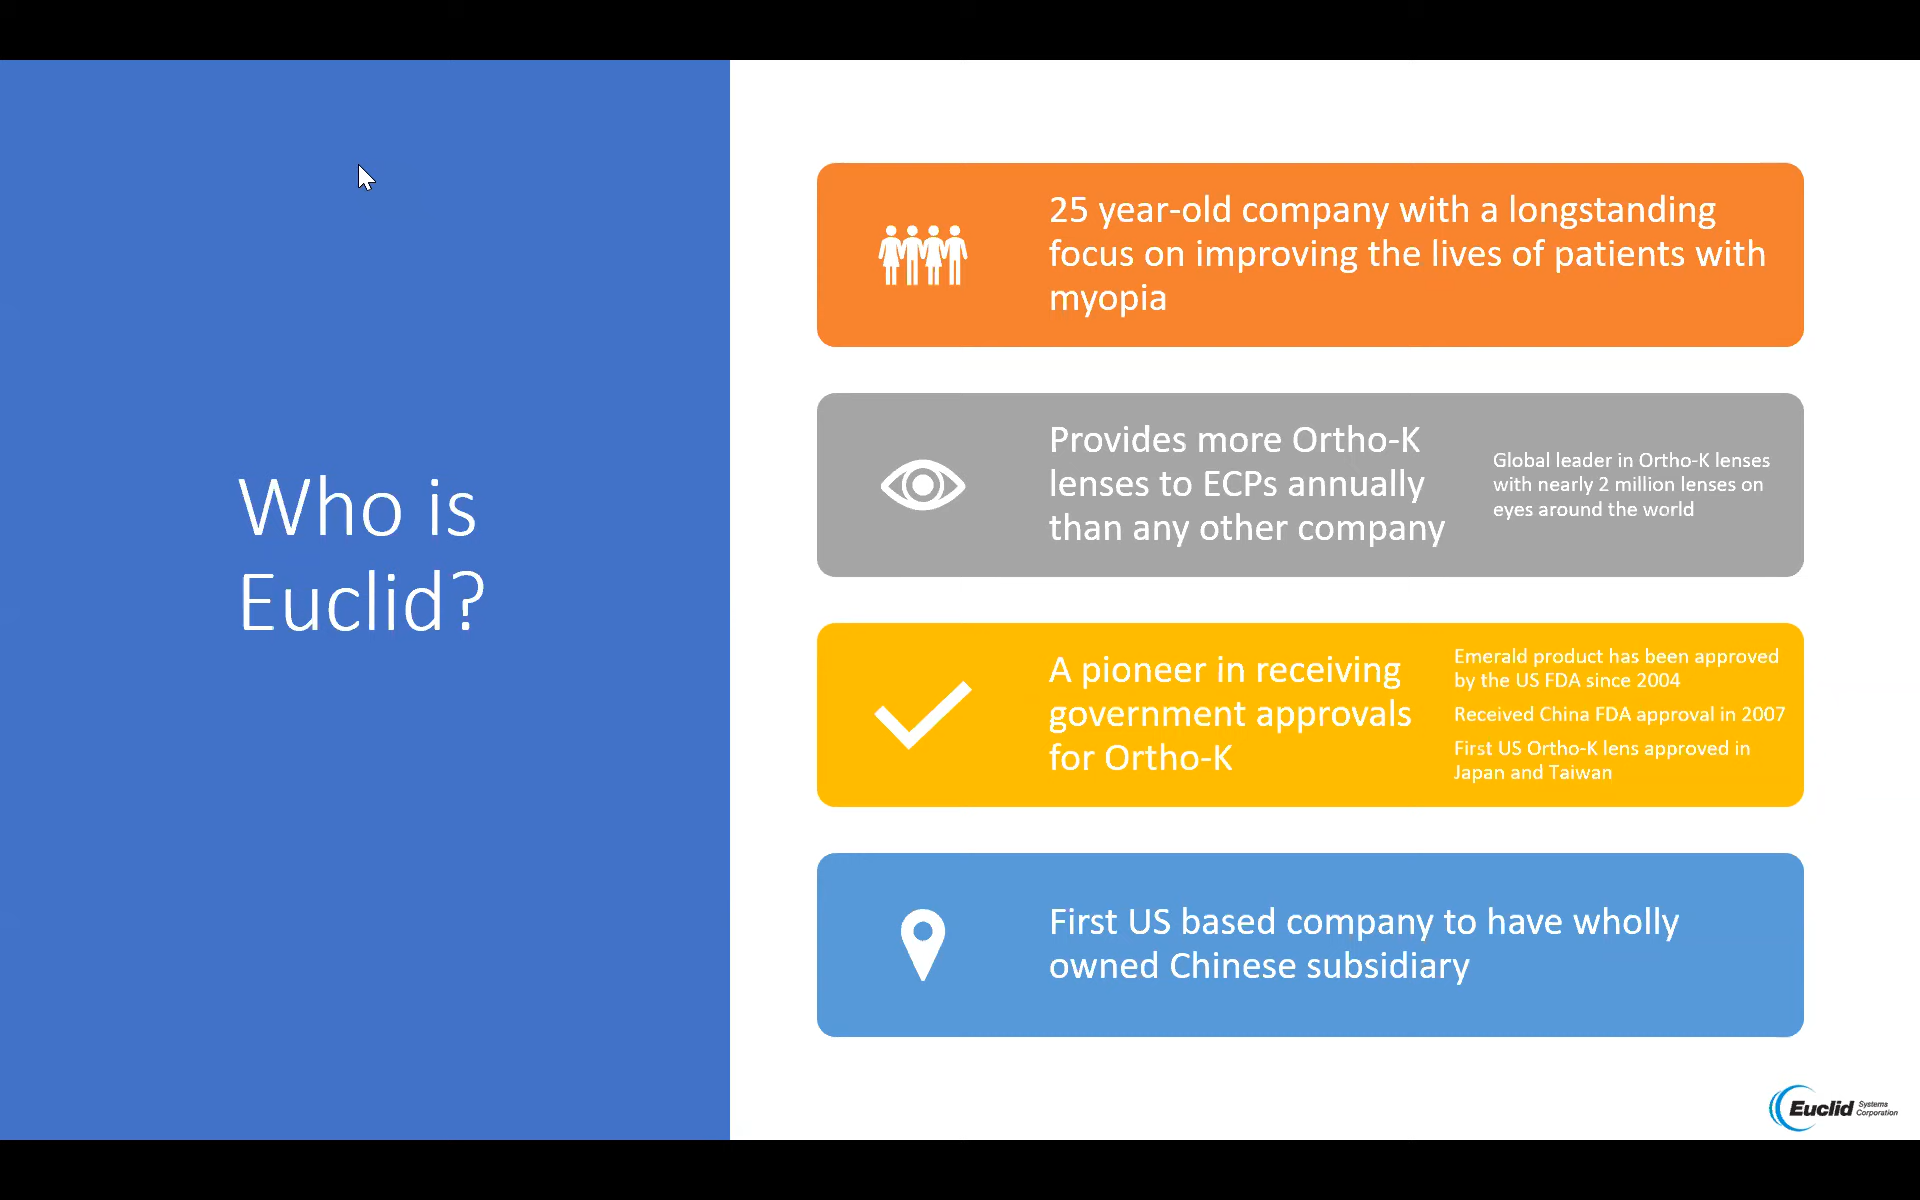 Who is
Euclid?
25 year-old company with a longstanding
focus on improving the lives of patients with
myopia
Provides more Ortho-K
lenses to ECPs annually
than any other company
Global leader in Ortho-K lenses
with nearly 2 million lenses on
eyes around the world
A pioneer in receiving
government approvals
for Ortho-K
Emerald product has been approved
by the US FDA since 2004
Received China FDA approval in 2007
First US Ortho-K lens approved in
Japan and Taiwan
First US based company to have wholly
owned Chinese subsidiary
Euclid Systems
Corporation